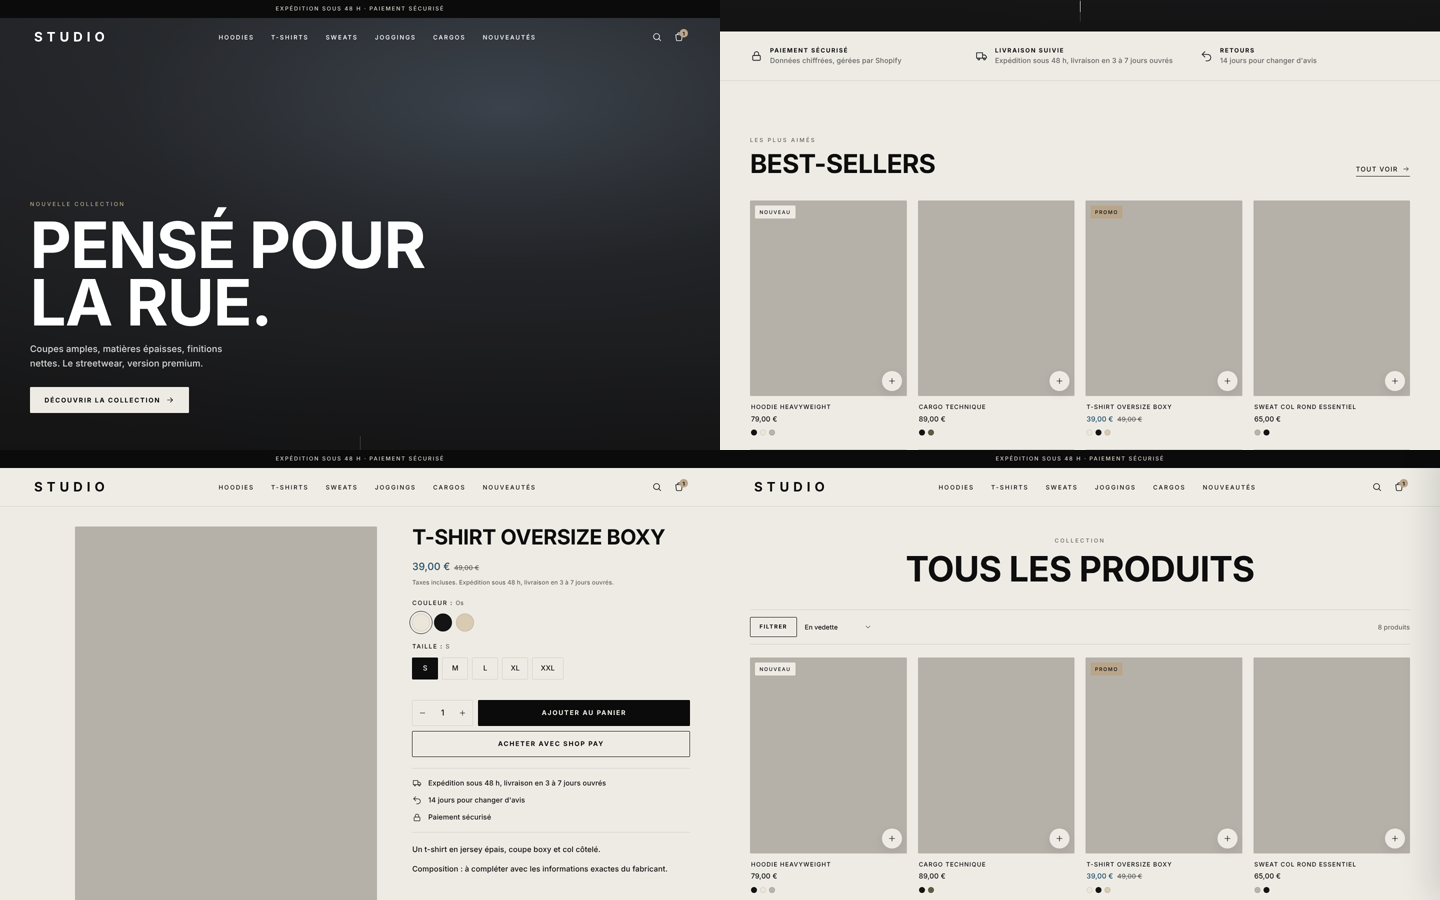 EXPÉDITION SOUS 48 H · PAIEMENT SÉCURISÉ
STUDIO
HOODIES T-SHIRTS SWEATS JOGGINGS CARGOS NOUVEAUTÉS
1
NOUVELLE COLLECTION
PENSÉ POUR
LA RUE.
Coupes amples, matières épaisses, finitions
nettes. Le streetwear, version premium.
DÉCOUVRIR LA COLLECTION →
PAIEMENT SÉCURISÉ
Données chiffrées, gérées par Shopify
LIVRAISON SUIVIE
Expédition sous 48 h, livraison en 3 à 7 jours ouvrés
RETOURS
14 jours pour changer d'avis
LES PLUS AIMÉS
BEST-SELLERS
TOUT VOIR →
NOUVEAU
PROMO
HOODIE HEAVYWEIGHT
79,00 €
CARGO TECHNIQUE
89,00 €
T-SHIRT OVERSIZE BOXY
39,00 € 49,00 €
SWEAT COL ROND ESSENTIEL
65,00 €
EXPÉDITION SOUS 48 H · PAIEMENT SÉCURISÉ
STUDIO
HOODIES T-SHIRTS SWEATS JOGGINGS CARGOS NOUVEAUTÉS
1
T-SHIRT OVERSIZE BOXY
39,00 € 49,00 €
Taxes incluses. Expédition sous 48 h, livraison en 3 à 7 jours ouvrés.
COULEUR : Os
TAILLE : S
S M L XL XXL
− 1 +
AJOUTER AU PANIER
ACHETER AVEC SHOP PAY
Expédition sous 48 h, livraison en 3 à 7 jours ouvrés
14 jours pour changer d'avis
Paiement sécurisé
Un t-shirt en jersey épais, coupe boxy et col côtelé.
Composition : à compléter avec les informations exactes du fabricant.
EXPÉDITION SOUS 48 H · PAIEMENT SÉCURISÉ
STUDIO
HOODIES T-SHIRTS SWEATS JOGGINGS CARGOS NOUVEAUTÉS
1
COLLECTION
TOUS LES PRODUITS
FILTRER
En vedette
8 produits
NOUVEAU
PROMO
HOODIE HEAVYWEIGHT
79,00 €
CARGO TECHNIQUE
89,00 €
T-SHIRT OVERSIZE BOXY
39,00 € 49,00 €
SWEAT COL ROND ESSENTIEL
65,00 €